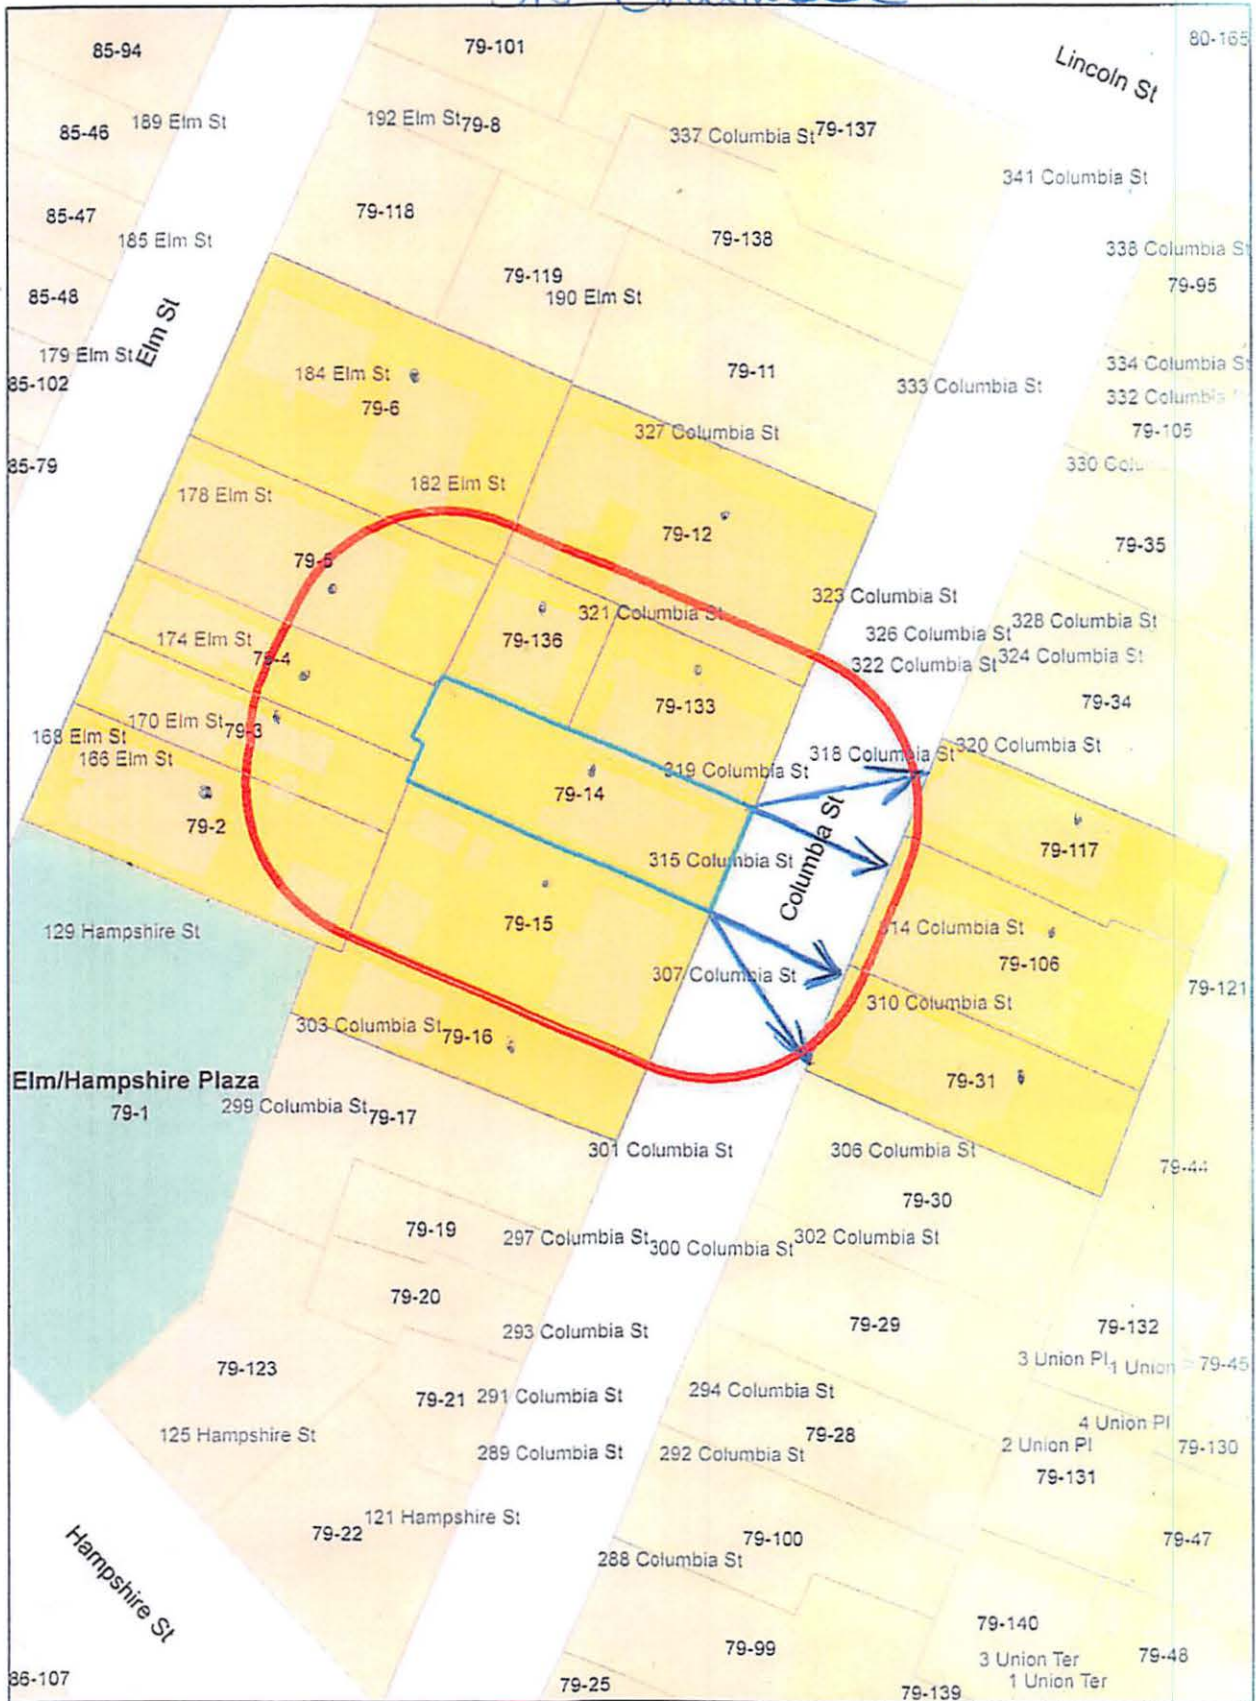 85-94
79-101
Lincoln St
80-165
85-46
189 Elm St
192 Elm St
79-8
337 Columbia St
79-137
341 Columbia St
85-47
185 Elm St
79-118
79-138
338 Columbia St
79-95
85-48
79-119
190 Elm St
Elm St
179 Elm St
85-102
184 Elm St
79-6
79-11
333 Columbia St
334 Columbia St
332 Columbia
79-105
327 Columbia St
85-79
330
178 Elm St
182 Elm St
79-12
79-35
79-5
323 Columbia St
321 Columbia St
326 Columbia St
328 Columbia St
174 Elm St
79-136
322 Columbia St
324 Columbia St
79-4
79-133
79-34
170 Elm St
79-3
168 Elm St
166 Elm St
318 Columbia St
320 Columbia St
319 Columbia St
79-14
79-2
Columbia St
79-117
315 Columbia St
79-15
129 Hampshire St
314 Columbia St
79-106
307 Columbia St
79-121
310 Columbia St
303 Columbia St
79-16
Elm/Hampshire Plaza
79-1
79-31
299 Columbia St
79-17
301 Columbia St
306 Columbia St
79-44
79-30
79-19
297 Columbia St
300 Columbia St
302 Columbia St
79-20
293 Columbia St
79-29
79-132
79-123
3 Union Pl
1 Union
79-45
79-21
291 Columbia St
294 Columbia St
4 Union Pl
125 Hampshire St
79-28
2 Union Pl
79-130
289 Columbia St
292 Columbia St
79-131
121 Hampshire St
79-22
79-100
79-47
288 Columbia St
Hampshire St
79-140
79-99
3 Union Ter
79-48
86-107
79-25
1 Union Ter
79-139